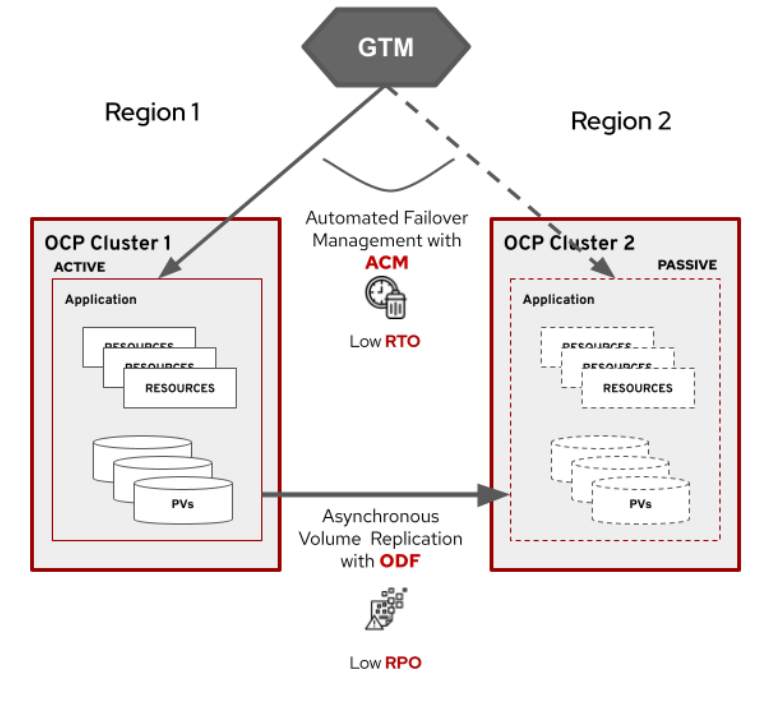 GTM
Region 1
Region 2
OCP Cluster 1
ACTIVE
Application
RESOURCES
RESOURCES
RESOURCES
PVs
Automated Failover
Management with
ACM
Low RTO
Asynchronous
Volume Replication
with ODF
Low RPO
OCP Cluster 2
PASSIVE
Application
RESOURCES
RESOURCES
RESOURCES
PVs